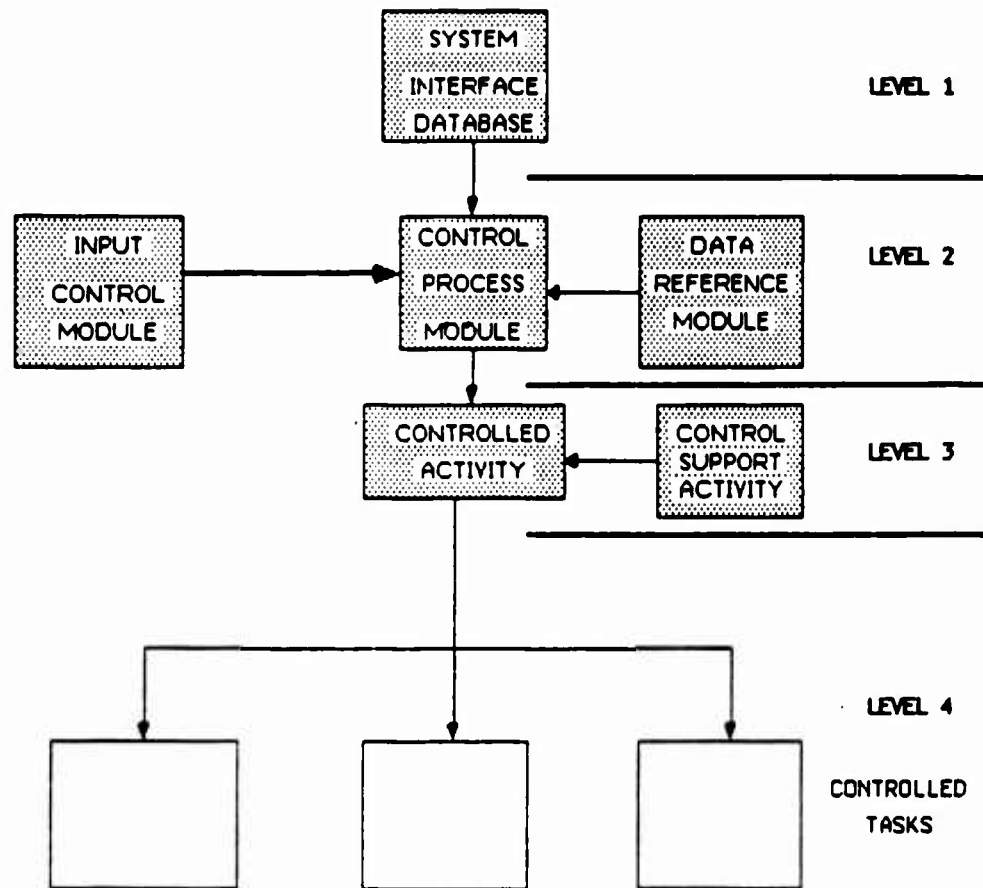 SYSTEM
INTERFACE
DATABASE
LEVEL 1
INPUT
CONTROL
MODULE
CONTROL
PROCESS
MODULE
DATA
REFERENCE
MODULE
LEVEL 2
CONTROLLED
ACTIVITY
CONTROL
SUPPORT
ACTIVITY
LEVEL 3
LEVEL 4
CONTROLLED
TASKS